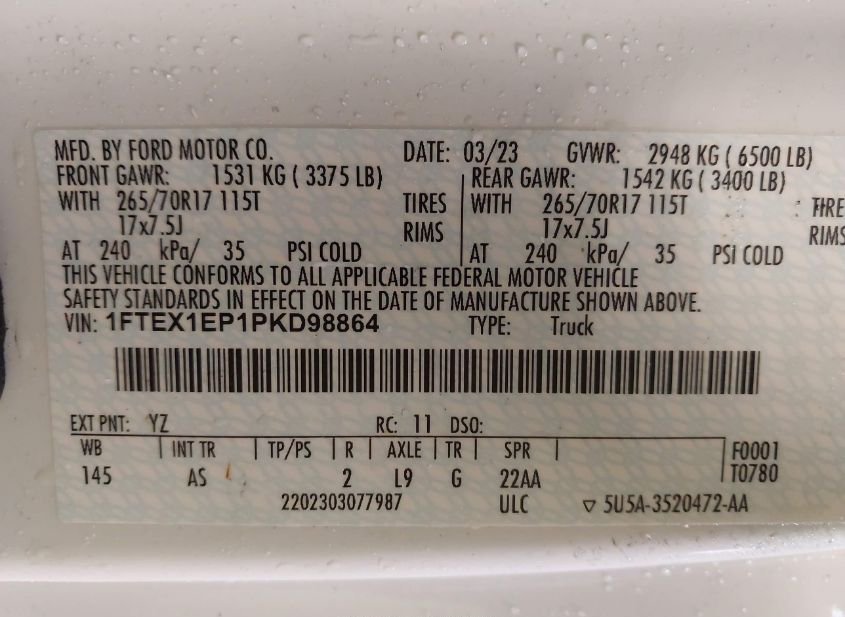 MFD. BY FORD MOTOR CO. DATE: 03/23 GVWR: 2948 KG ( 6500 LB)
FRONT GAWR: 1531 KG ( 3375 LB) REAR GAWR: 1542 KG ( 3400 LB)
WITH 265/70R17 115T TIRES WITH 265/70R17 115T : TIRE
17x7.5J RIMS 17x7.5J RIMS
AT 240 kPa/ 35 PSI COLD AT 240 kPa/ 35 PSI COLD
THIS VEHICLE CONFORMS TO ALL APPLICABLE FEDERAL MOTOR VEHICLE
SAFETY STANDARDS IN EFFECT ON THE DATE OF MANUFACTURE SHOWN ABOVE.
VIN: 1FTEX1EP1PKD98864 TYPE: Truck
EXT PNT: YZ RC: 11 DSO:
WB | INT TR | TP/PS | R | AXLE | TR | SPR | F0001
145 AS 2 L9 G 22AA T0780
2202303077987 ULC ▽ 5U5A-3520472-AA